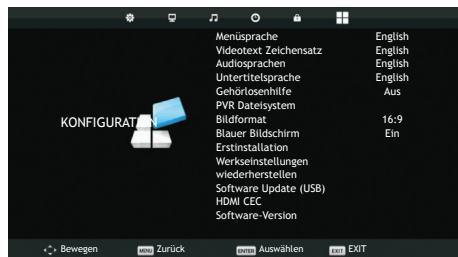 Menüsprache English
Videotext Zeichensatz English
Audiosprachen English
Untertitelsprache English
Gehörlosenhilfe Aus
PVR Dateisystem
KONFIGURATION
Bildformat 16:9
Blauer Bildschirm Ein
Erstinstallation
Werkseinstellungen
wiederherstellen
Software Update (USB)
HDMI CEC
Software-Version
Bewegen MENU Zurück ENTER Auswählen EXIT EXIT